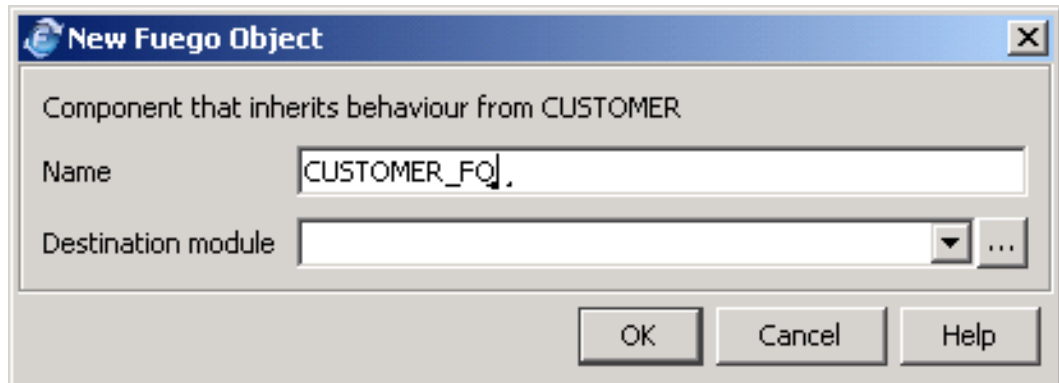 New Fuego Object
Component that inherits behaviour from CUSTOMER
Name CUSTOMER_FO
Destination module ...
OK Cancel Help